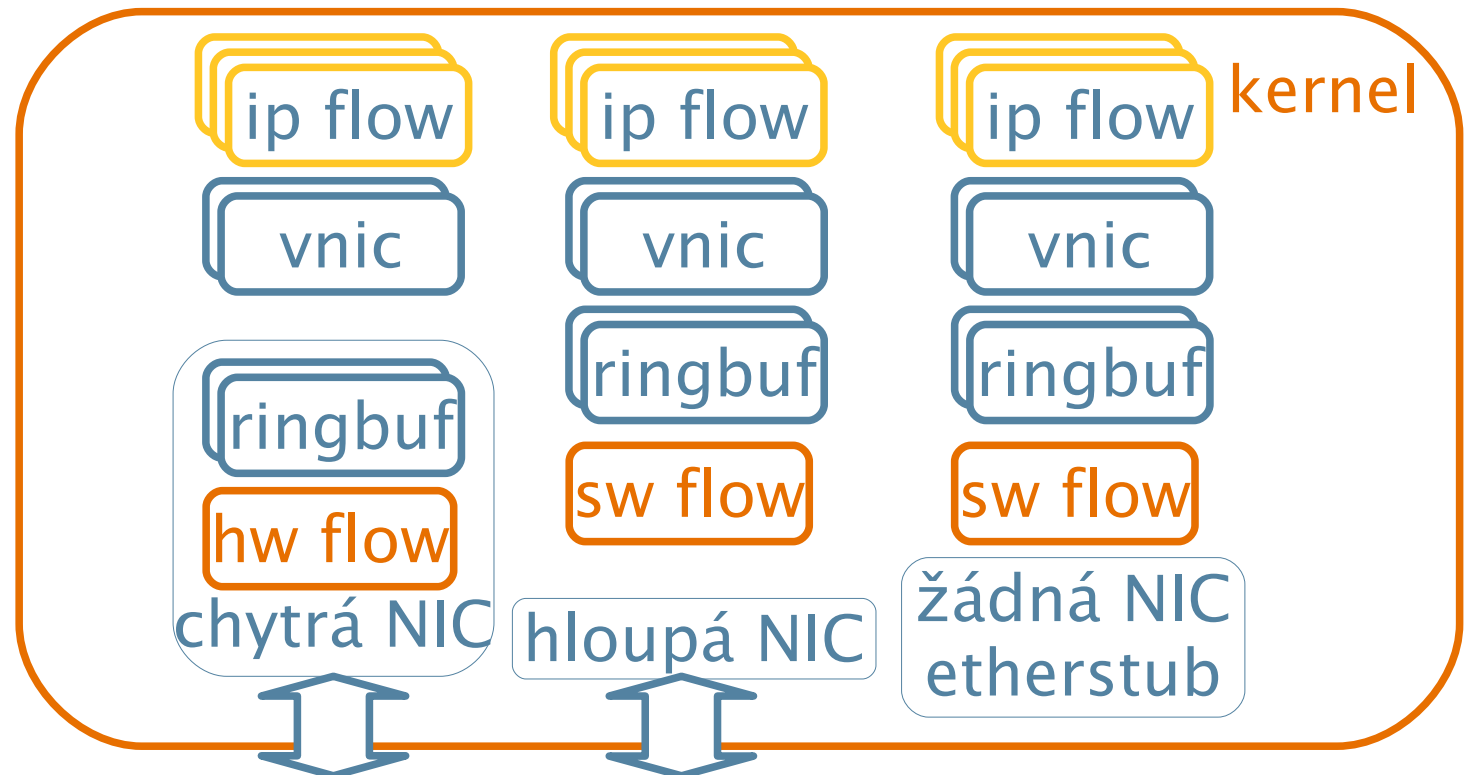 kernel
ip flow
vnic
ringbuf
hw flow
chytrá NIC
ip flow
vnic
ringbuf
sw flow
hloupá NIC
ip flow
vnic
ringbuf
sw flow
žádná NIC
etherstub